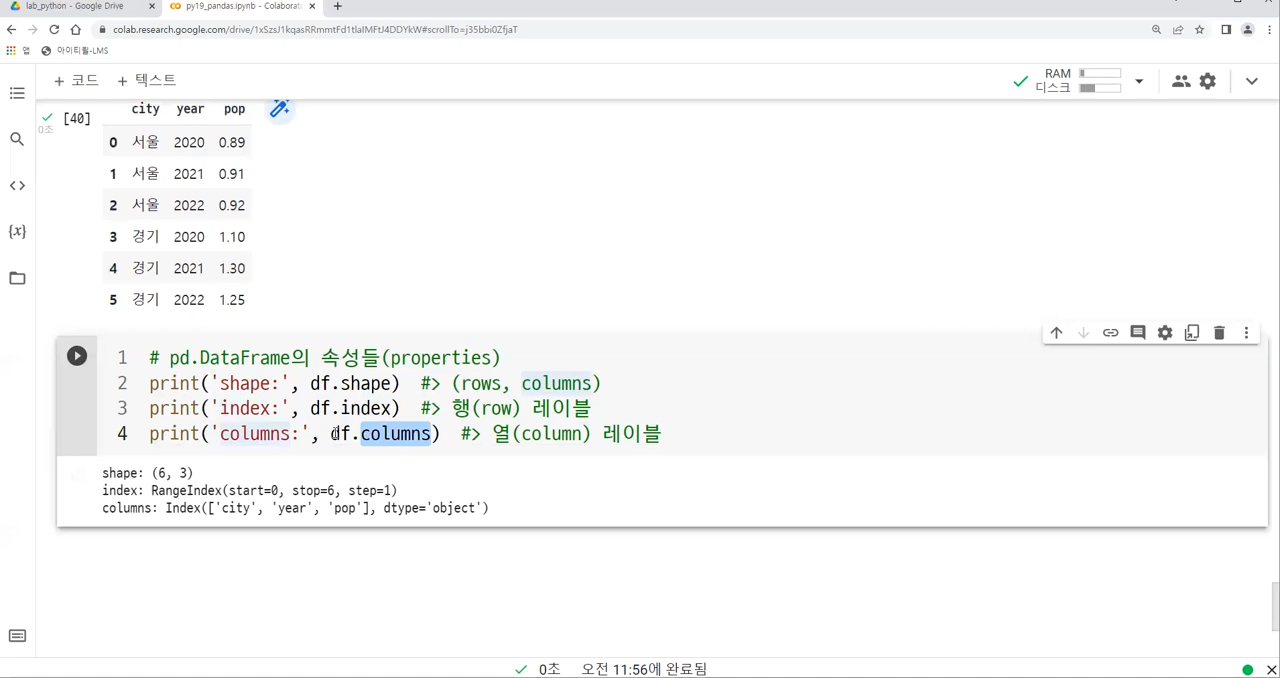 lab_python - Google Drive
py19_pandas.ipynb - Colaborat
colab.research.google.com/drive/1xSzsJ1kqasRRmmtFd1tlaIMFtJ4DDYkW#scrollTo=j35bbi0ZfjaT
앱 아이티윌-LMS
+ 코드 + 텍스트
RAM
디스크
city year pop
[40]
0초
0 서울 2020 0.89
1 서울 2021 0.91
2 서울 2022 0.92
3 경기 2020 1.10
4 경기 2021 1.30
5 경기 2022 1.25
1 # pd.DataFrame의 속성들(properties)
2 print('shape:', df.shape) #> (rows, columns)
3 print('index:', df.index) #> 행(row) 레이블
4 print('columns:', df.columns) #> 열(column) 레이블
shape: (6, 3)
index: RangeIndex(start=0, stop=6, step=1)
columns: Index(['city', 'year', 'pop'], dtype='object')
0초 오전 11:56에 완료됨